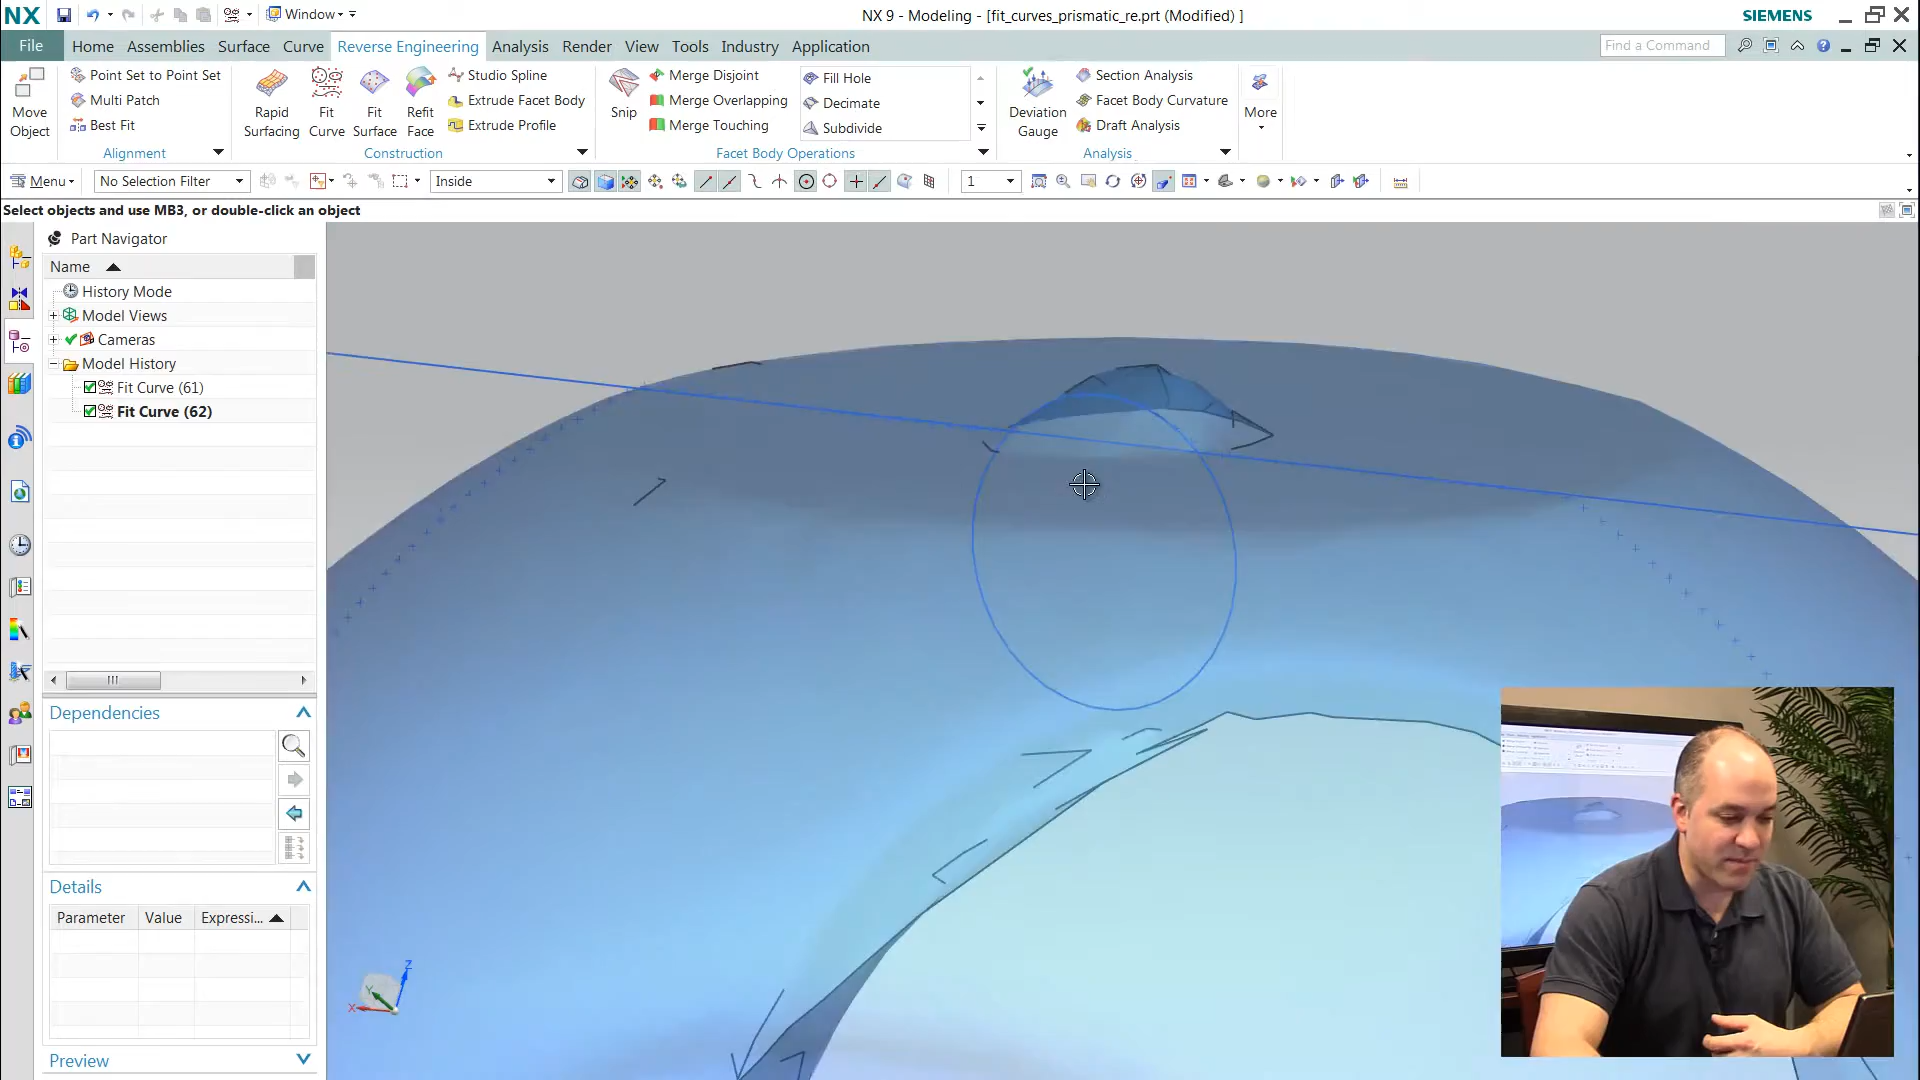 NX
Window
NX 9 - Modeling - [fit_curves_prismatic_re.prt (Modified) ]
SIEMENS
File
Home
Assemblies
Surface
Curve
Reverse Engineering
Analysis
Render
View
Tools
Industry
Application
Find a Command
Move Object
Point Set to Point Set
Multi Patch
Best Fit
Alignment
Rapid Surfacing
Fit Curve
Fit Surface
Refit Face
Studio Spline
Extrude Facet Body
Extrude Profile
Construction
Snip
Merge Disjoint
Merge Overlapping
Merge Touching
Fill Hole
Decimate
Subdivide
Facet Body Operations
Deviation Gauge
Section Analysis
Facet Body Curvature
Draft Analysis
Analysis
More
Menu
No Selection Filter
Inside
1
Select objects and use MB3, or double-click an object
Part Navigator
Name
History Mode
Model Views
Cameras
Model History
Fit Curve (61)
Fit Curve (62)
Dependencies
Details
Parameter
Value
Expressi...
Preview
Z
Y
X